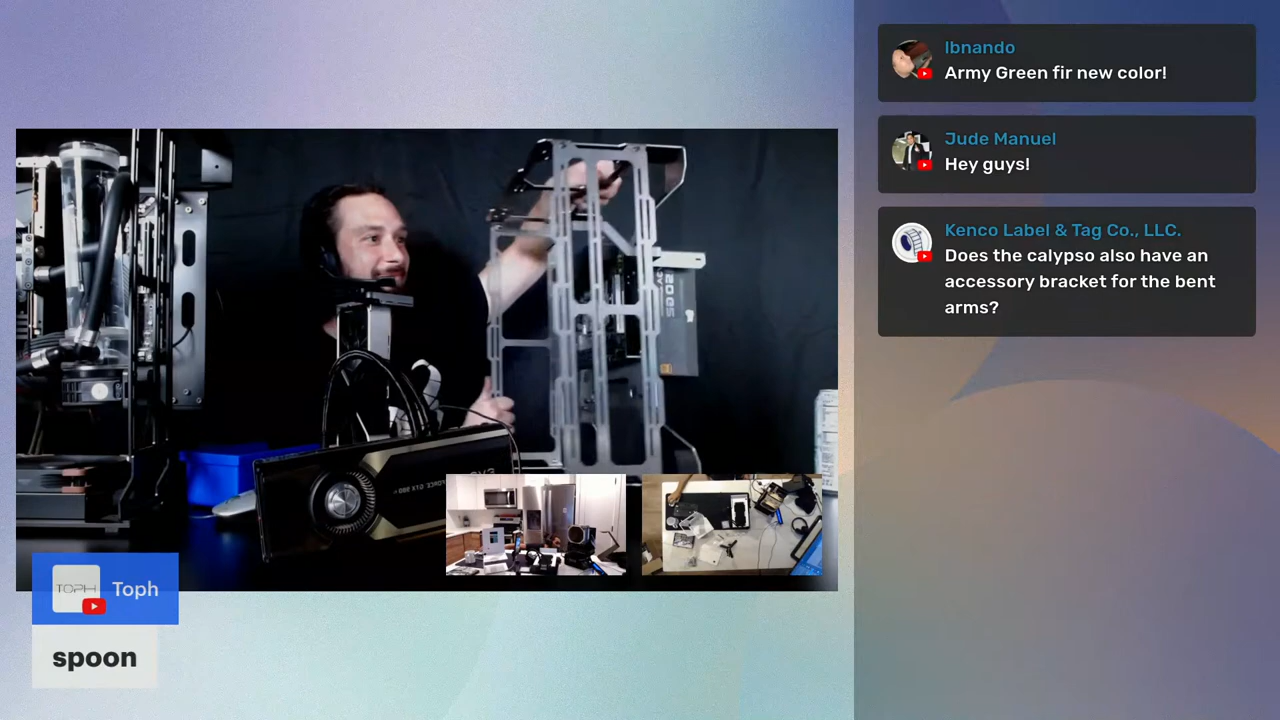 Ibnando
Army Green fir new color!
Jude Manuel
Hey guys!
Kenco Label & Tag Co., LLC.
Does the calypso also have an
accessory bracket for the bent
arms?
TOPH
Toph
spoon